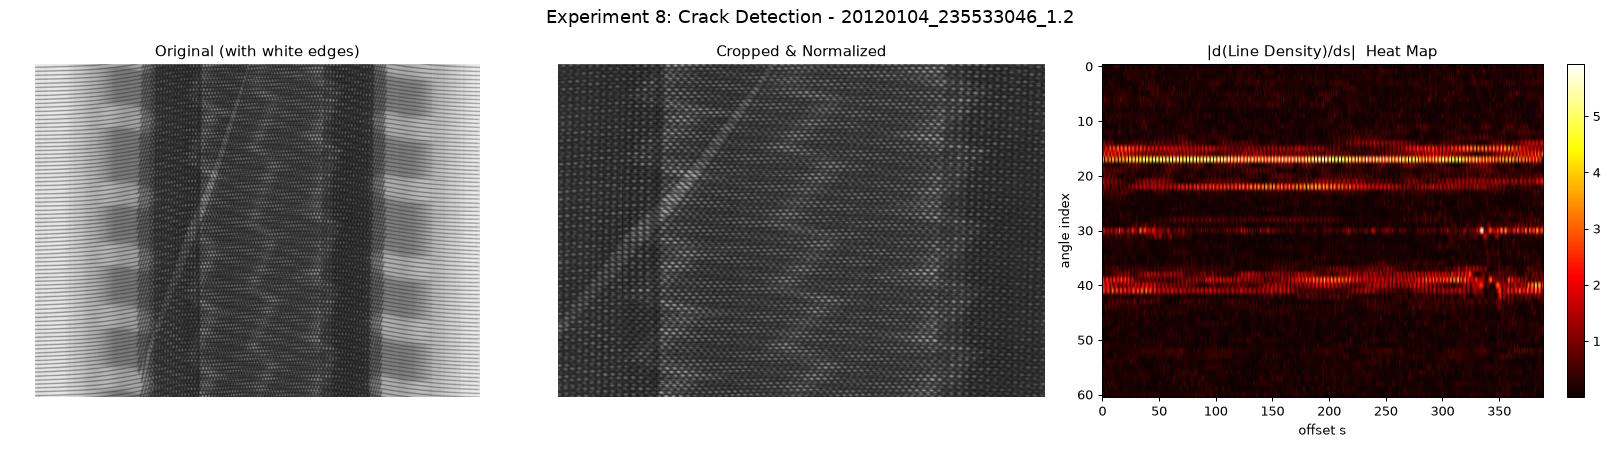 Experiment 8: Crack Detection - 20120104_235533046_1.2
Original (with white edges)
Cropped & Normalized
|d(Line Density)/ds| Heat Map
0
10
20
30
40
50
60
angle index
0 50 100 150 200 250 300 350
offset s
5
4
3
2
1